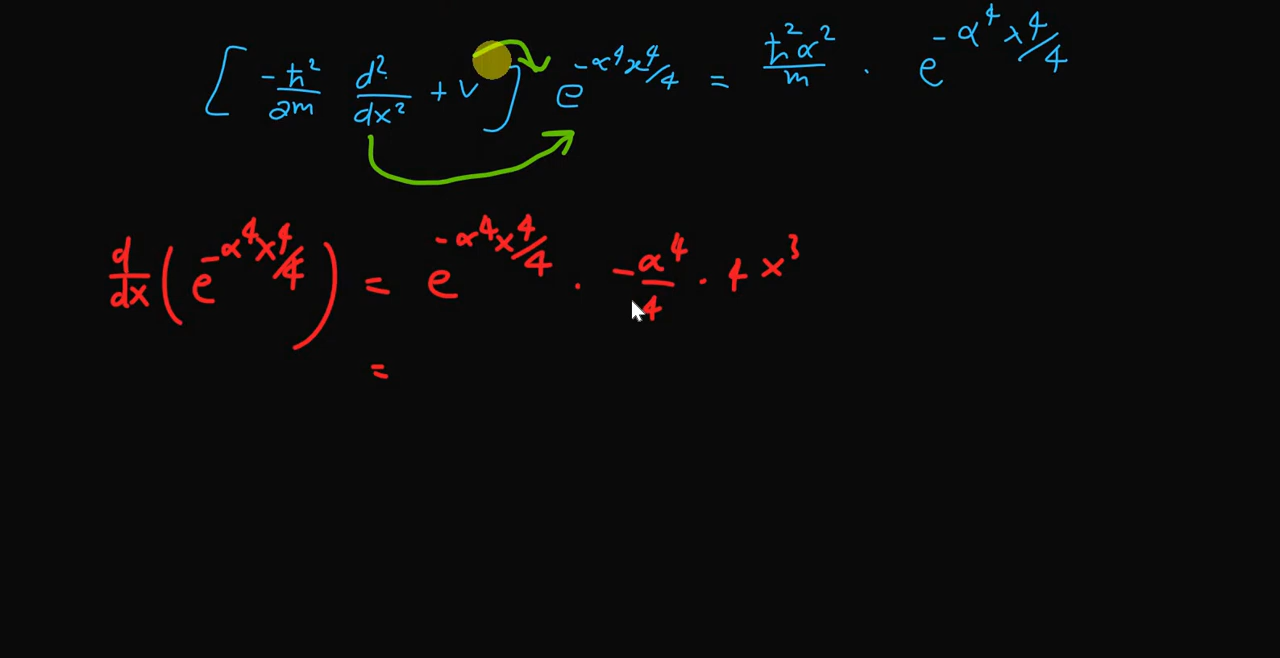 [ -ħ²/2m d²/dx² + V ] e^(-α⁴x⁴/4) = ħ²α²/m · e^(-α⁴x⁴/4)
d/dx ( e^(-α⁴x⁴/4) ) = e^(-α⁴x⁴/4) · -α⁴/4 · 4x³
=